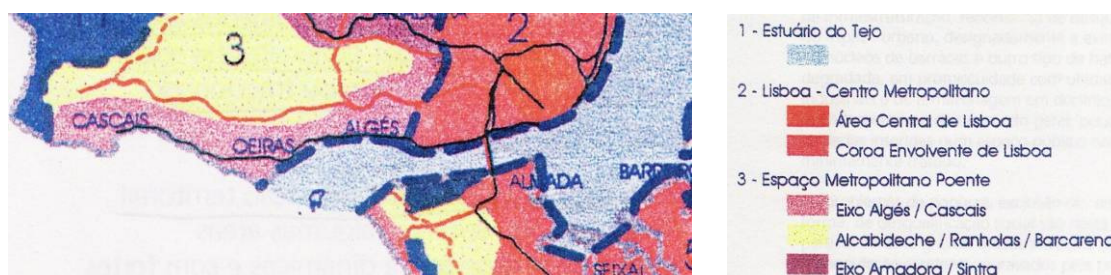 3
2
CASCAIS
OEIRAS
ALGÉS
ALMADA
SEIXAL
1 - Estuário do Tejo
2 - Lisboa - Centro Metropolitano
Área Central de Lisboa
Coroa Envolvente de Lisboa
3 - Espaço Metropolitano Poente
Eixo Algés / Cascais
Alcabideche / Ranholas / Barcarena
Eixo Amadora / Sintra